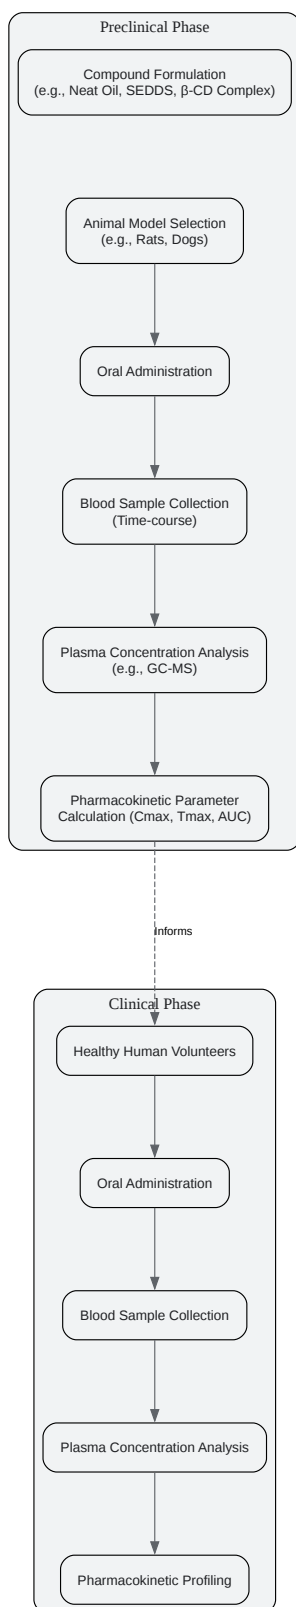 Preclinical Phase
Compound Formulation
(e.g., Neat Oil, SEDDS, β-CD Complex)
Animal Model Selection
(e.g., Rats, Dogs)
Oral Administration
Blood Sample Collection
(Time-course)
Plasma Concentration Analysis
(e.g., GC-MS)
Pharmacokinetic Parameter
Calculation (Cmax, Tmax, AUC)
Informs
Clinical Phase
Healthy Human Volunteers
Oral Administration
Blood Sample Collection
Plasma Concentration Analysis
Pharmacokinetic Profiling